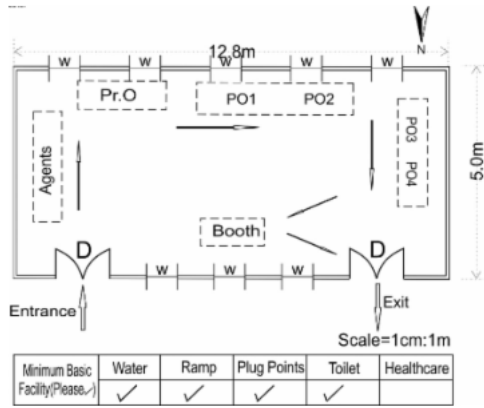 N
12.8m
W W W W W
Pr.O
PO1 PO2
PO3 PO4
Agents
5.0m
Booth
D D
W W W
Entrance
Exit
Scale=1cm:1m
Minimum Basic Facility(Please✓) Water Ramp Plug Points Toilet Healthcare
✓ ✓ ✓ ✓